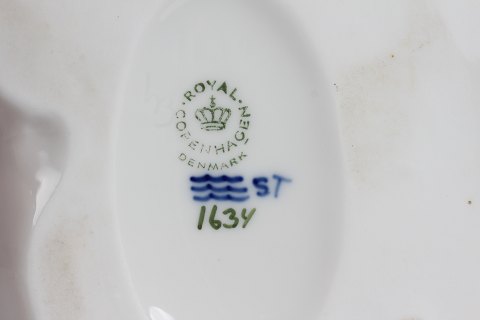 ROYAL
COPENHAGEN
DENMARK
ST
1634